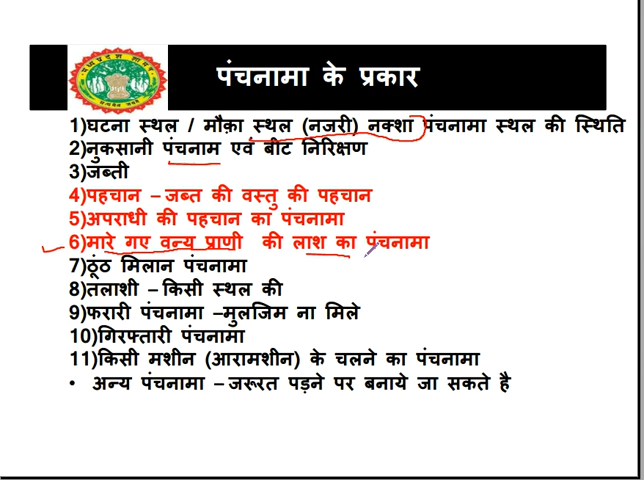 पंचनामा के प्रकार
1)घटना स्थल / मौक़ा स्थल (नजरी) नक्शा पंचनामा स्थल की स्थिति
2)नुकसानी पंचनाम एवं बीट निरिक्षण
3)जब्ती
4)पहचान – जब्त की वस्तु की पहचान
5)अपराधी की पहचान का पंचनामा
6)मारे गए वन्य प्राणी की लाश का पंचनामा
7)ठूंठ मिलान पंचनामा
8)तलाशी – किसी स्थल की
9)फरारी पंचनामा –मुलजिम ना मिले
10)गिरफ्तारी पंचनामा
11)किसी मशीन (आरामशीन) के चलने का पंचनामा
• अन्य पंचनामा – जरूरत पड़ने पर बनाये जा सकते है